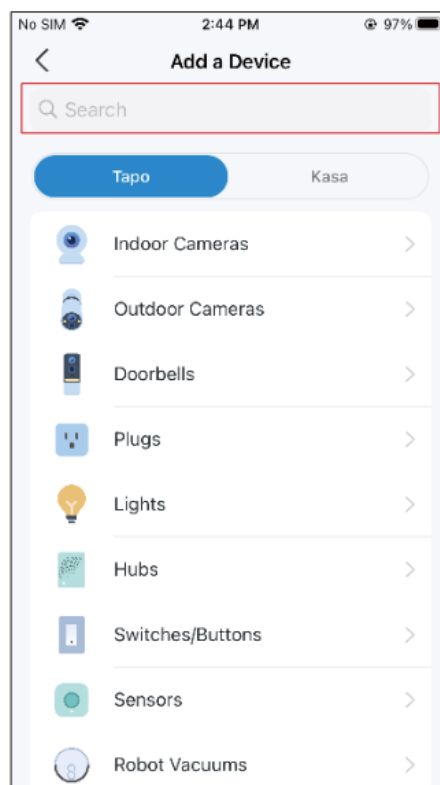 No SIM 2:44 PM 97%
Add a Device
Search
Tapo Kasa
Indoor Cameras
Outdoor Cameras
Doorbells
Plugs
Lights
Hubs
Switches/Buttons
Sensors
Robot Vacuums